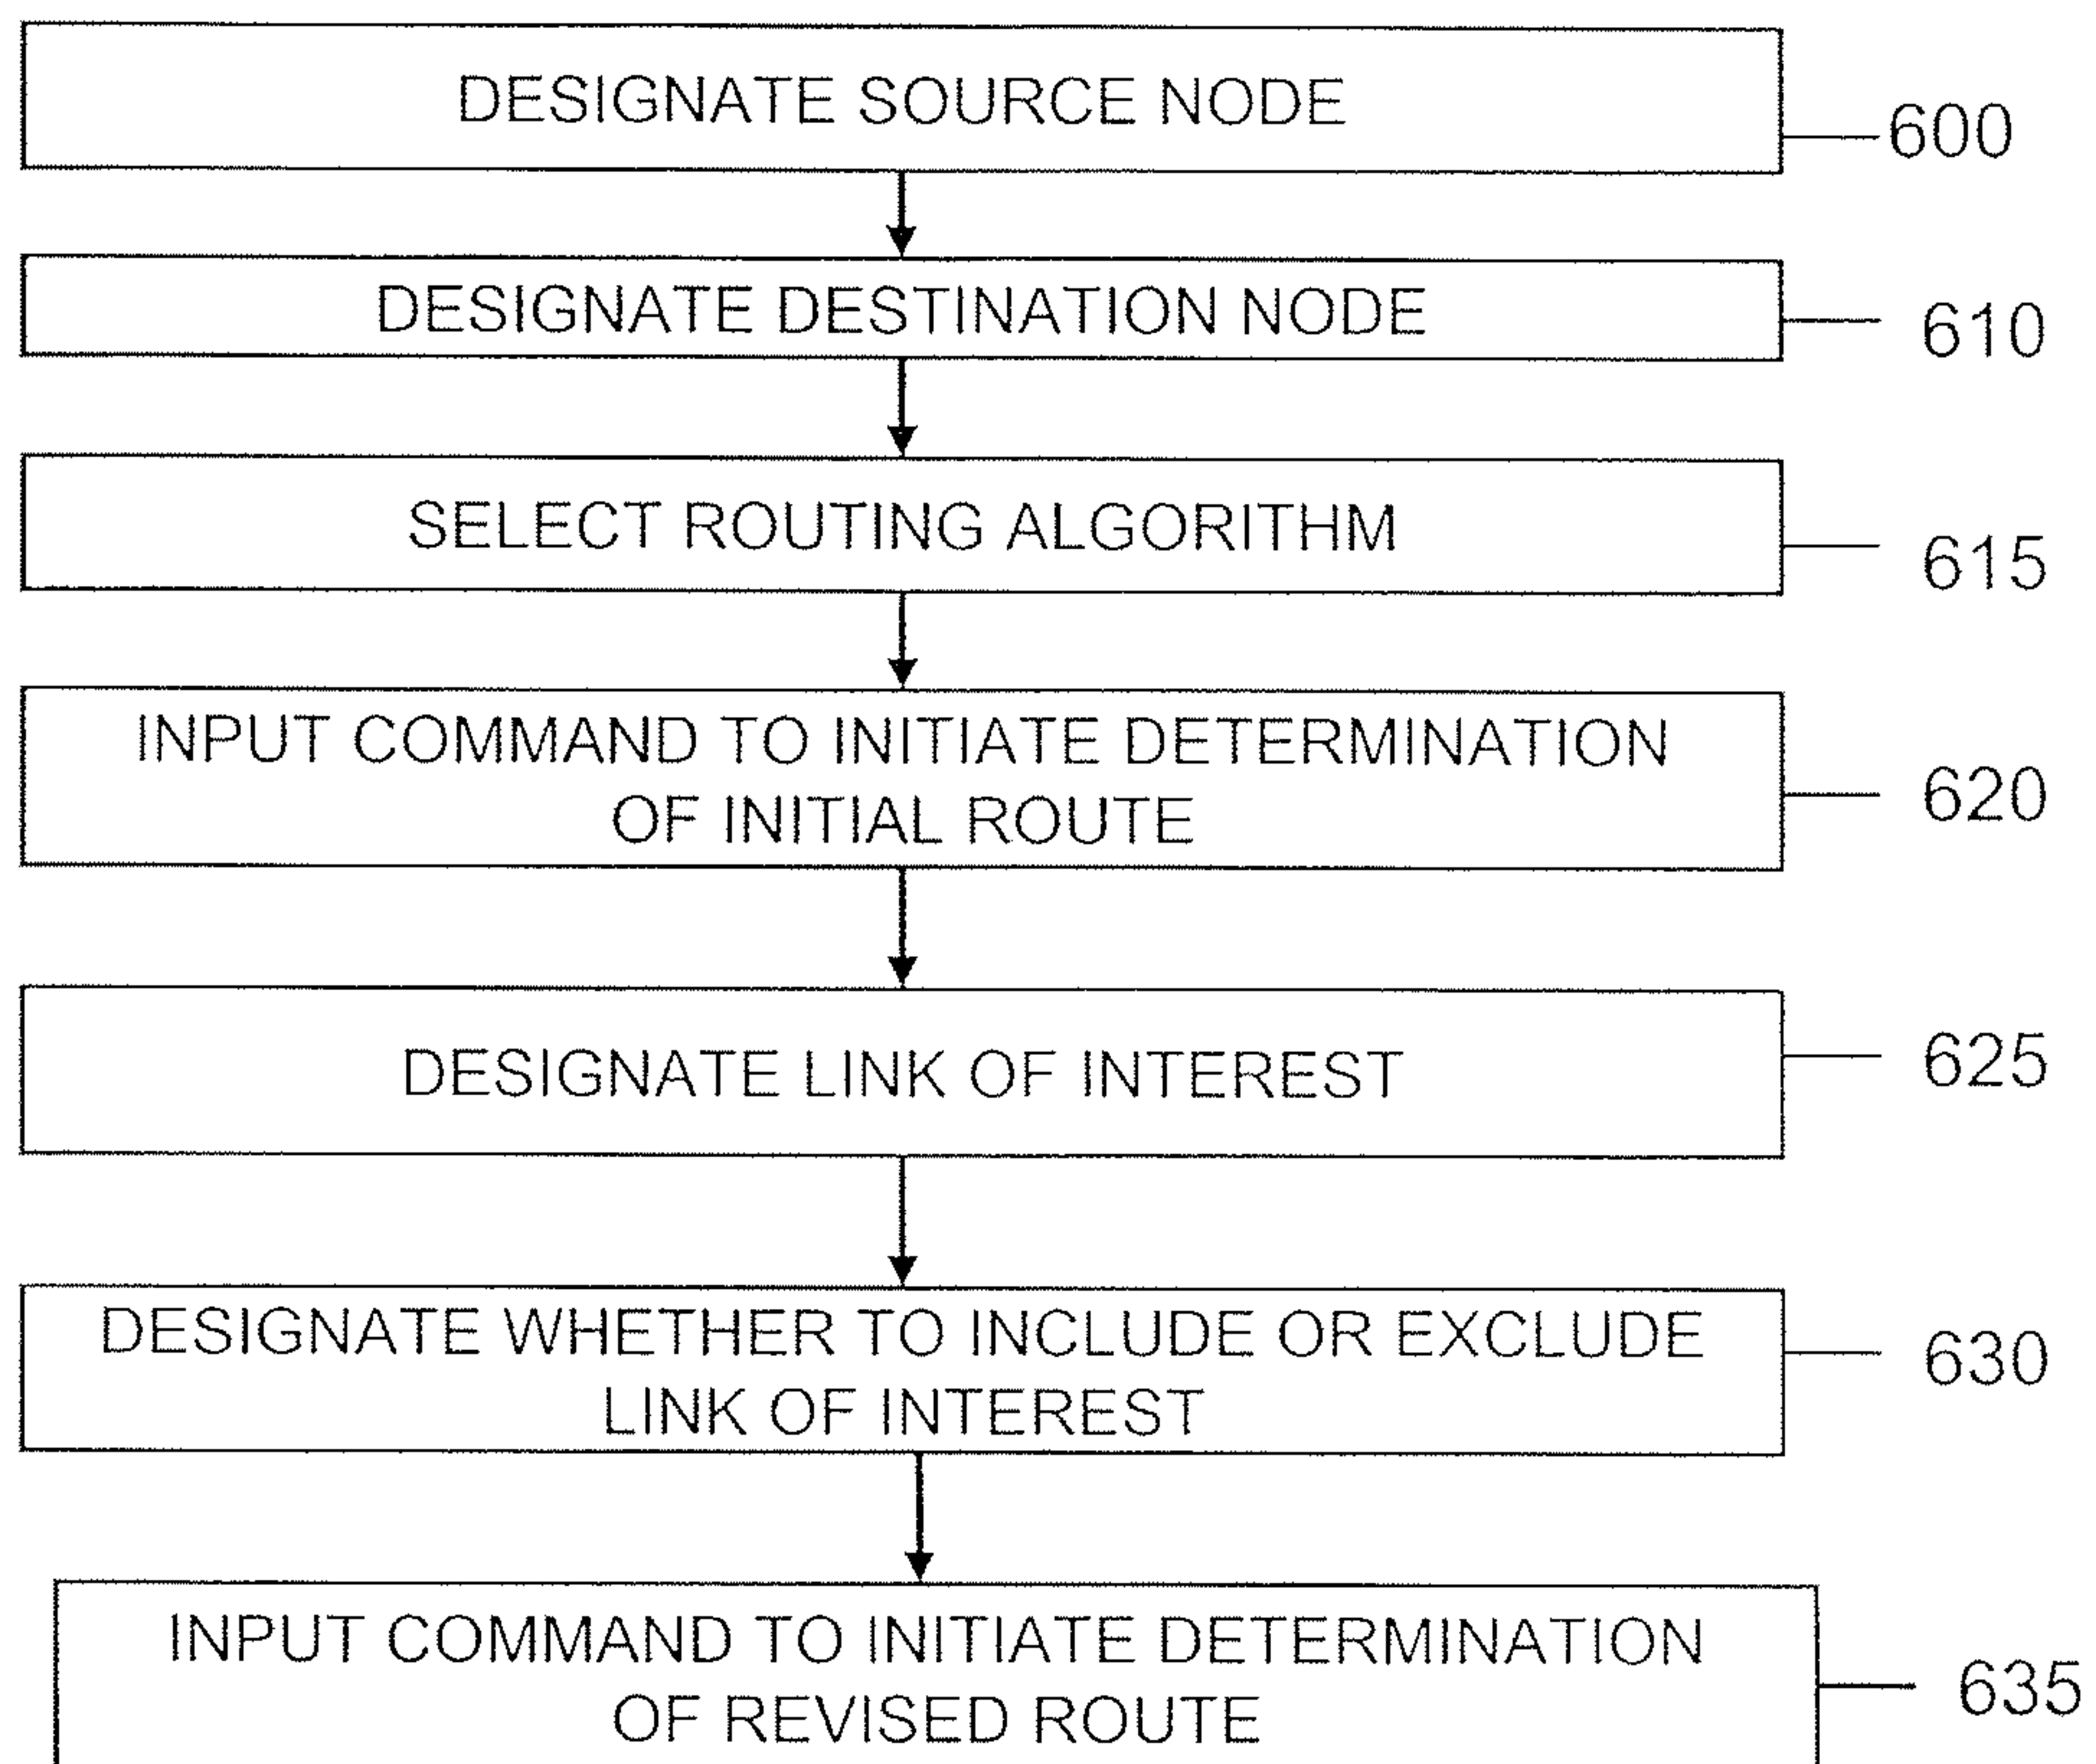 DESIGNATE SOURCE NODE
600
DESIGNATE DESTINATION NODE
610
SELECT ROUTING ALGORITHM
615
INPUT COMMAND TO INITIATE DETERMINATION
OF INITIAL ROUTE
620
DESIGNATE LINK OF INTEREST
625
DESIGNATE WHETHER TO INCLUDE OR EXCLUDE
LINK OF INTEREST
630
INPUT COMMAND TO INITIATE DETERMINATION
OF REVISED ROUTE
635